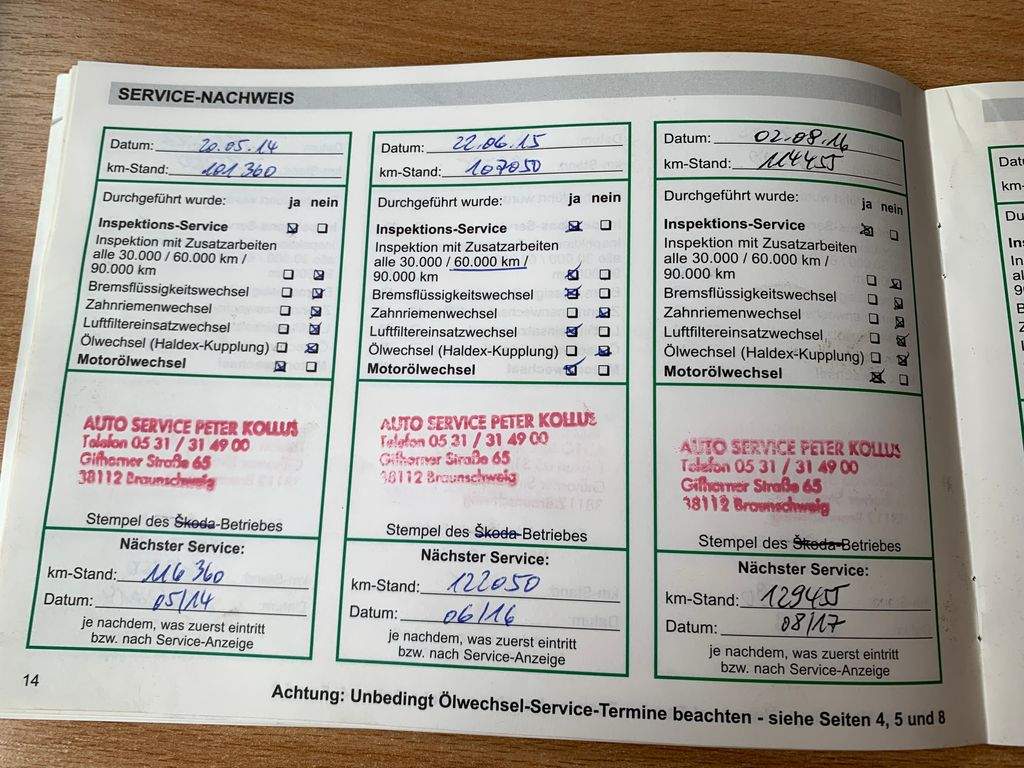 SERVICE-NACHWEIS
Datum: 20.05.14
km-Stand: 101 360
Durchgeführt wurde: ja nein
Inspektions-Service
Inspektion mit Zusatzarbeiten
alle 30.000 / 60.000 km /
90.000 km
Bremsflüssigkeitswechsel
Zahnriemenwechsel
Luftfiltereinsatzwechsel
Ölwechsel (Haldex-Kupplung)
Motorölwechsel
AUTO SERVICE PETER KOLLUS
Telefon 05 31 / 31 49 00
Gifhorner Straße 65
38112 Braunschweig
Stempel des Škoda-Betriebes
Nächster Service:
km-Stand: 116 360
Datum: 05/14
je nachdem, was zuerst eintritt
bzw. nach Service-Anzeige
Datum: 22.06.15
km-Stand: 107050
Durchgeführt wurde: ja nein
Inspektions-Service
Inspektion mit Zusatzarbeiten
alle 30.000 / 60.000 km /
90.000 km
Bremsflüssigkeitswechsel
Zahnriemenwechsel
Luftfiltereinsatzwechsel
Ölwechsel (Haldex-Kupplung)
Motorölwechsel
AUTO SERVICE PETER KOLLUS
Telefon 05 31 / 31 49 00
Gifhorner Straße 65
38112 Braunschweig
Stempel des Škoda-Betriebes
Nächster Service:
km-Stand: 122050
Datum: 06/16
je nachdem, was zuerst eintritt
bzw. nach Service-Anzeige
Datum: 02.08.16
km-Stand: 114455
Durchgeführt wurde: ja nein
Inspektions-Service
Inspektion mit Zusatzarbeiten
alle 30.000 / 60.000 km /
90.000 km
Bremsflüssigkeitswechsel
Zahnriemenwechsel
Luftfiltereinsatzwechsel
Ölwechsel (Haldex-Kupplung)
Motorölwechsel
AUTO SERVICE PETER KOLLUS
Telefon 05 31 / 31 49 00
Gifhorner Straße 65
38112 Braunschweig
Stempel des Škoda-Betriebes
Nächster Service:
km-Stand: 129455
Datum: 08/17
je nachdem, was zuerst eintritt
bzw. nach Service-Anzeige
14
Achtung: Unbedingt Ölwechsel-Service-Termine beachten - siehe Seiten 4, 5 und 8